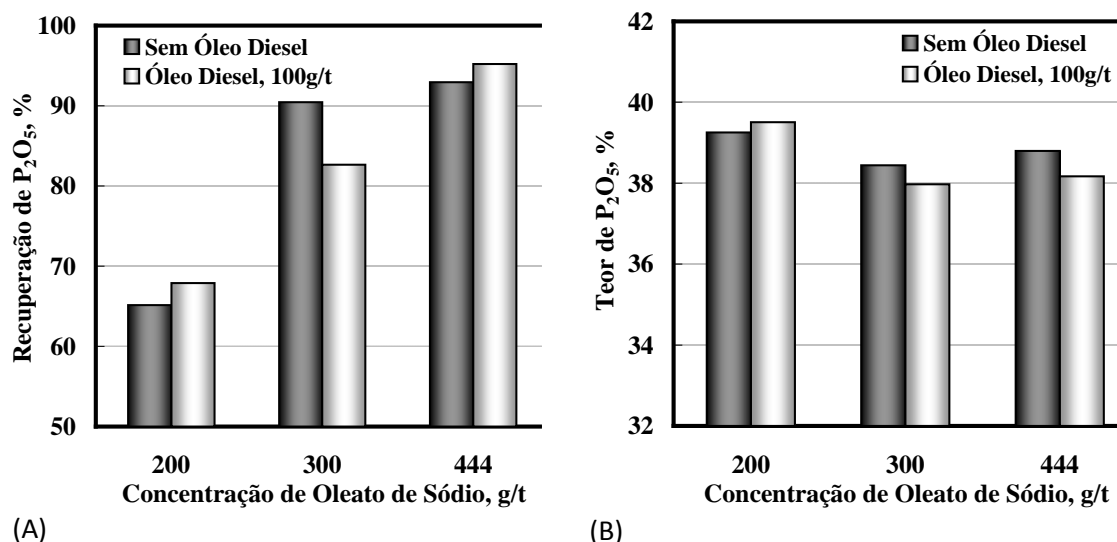 Recuperação de P₂O₅, %
100
90
80
70
60
50
Sem Óleo Diesel
Óleo Diesel, 100g/t
200 300 444
Concentração de Oleato de Sódio, g/t
(A)
Teor de P₂O₅, %
42
40
38
36
34
32
Sem Óleo Diesel
Óleo Diesel, 100g/t
200 300 444
Concentração de Oleato de Sódio, g/t
(B)